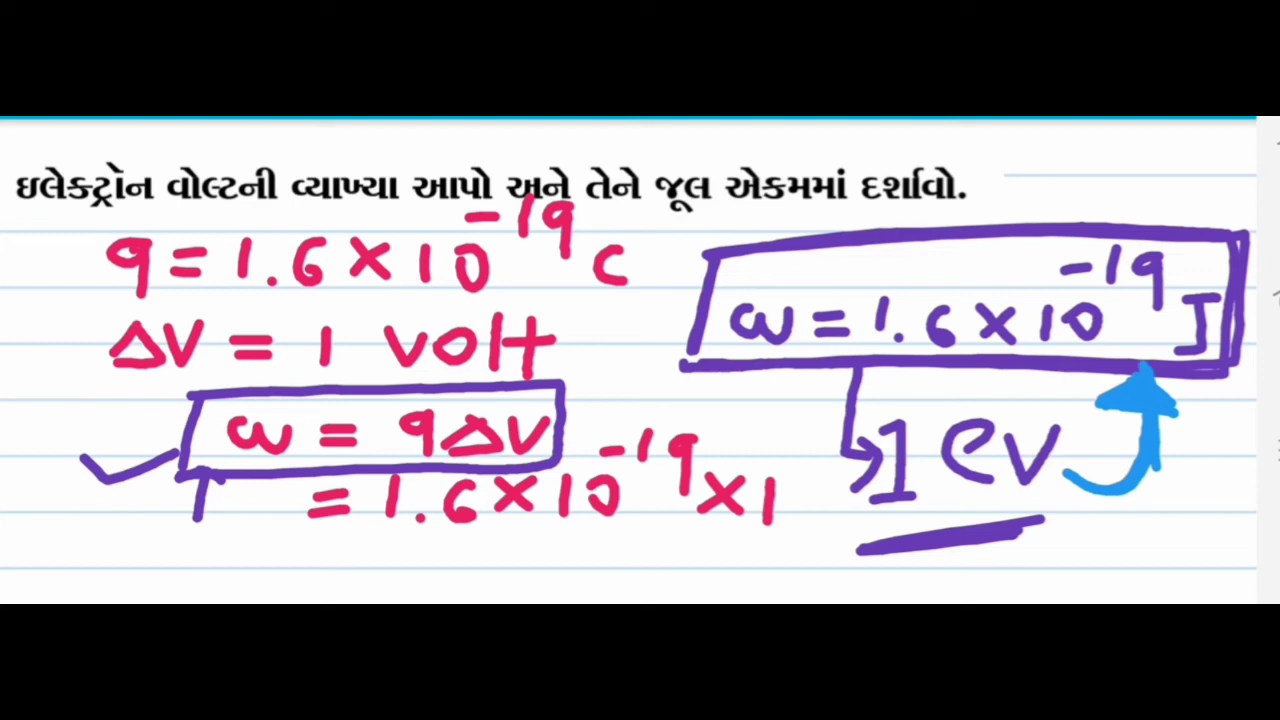 ઇલેક્ટ્રૉન વોલ્ટની વ્યાખ્યા આપો અને તેને જૂલ એકમમાં દર્શાવો.
q = 1.6 × 10⁻¹⁹ C
ΔV = 1 volt
ω = qΔV
= 1.6 × 10⁻¹⁹ × 1
ω = 1.6 × 10⁻¹⁹ J
1 eV